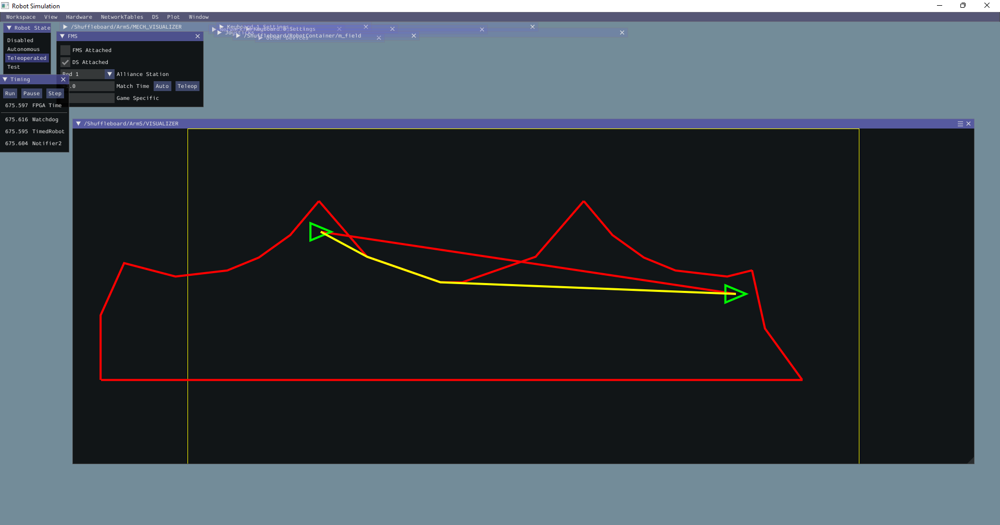 Robot Simulation
Workspace View Hardware NetworkTables DS Plot Window
Robot State
Disabled
Autonomous
Teleoperated
Test
/Shuffleboard/ArmS/MECH_VISUALIZER
Keyboard 1 Settings
Keyboard 0 Settings
Joysticks
/Shuffleboard/RobotContainer/m_field
Other Devices
FMS
FMS Attached
DS Attached
Red 1 Alliance Station
.0 Match Time Auto Teleop
Game Specific
Timing
Run Pause Step
675.597 FPGA Time
675.616 Watchdog
675.595 TimedRobot
675.604 Notifier2
/Shuffleboard/ArmS/VISUALIZER